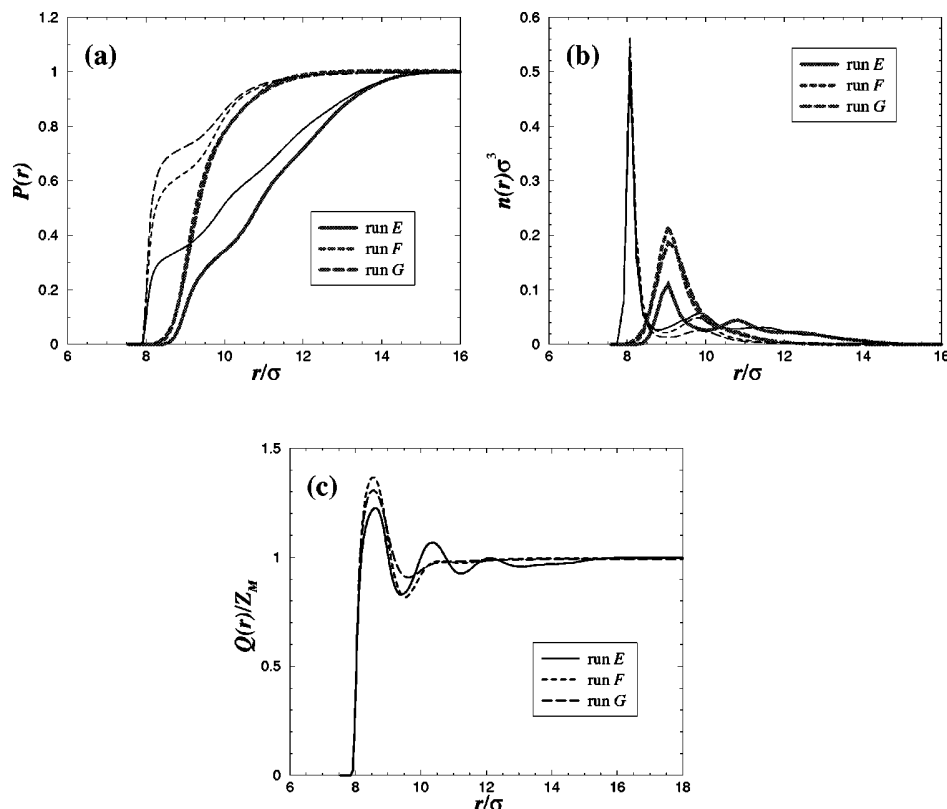 1.2
1
0.8
0.6
0.4
0.2
0
P(r)
(a)
run E
run F
run G
6 8 10 12 14 16
r/σ
0.6
0.5
0.4
0.3
0.2
0.1
0
n(r)σ³
(b)
run E
run F
run G
6 8 10 12 14 16
r/σ
1.5
1
0.5
0
Q(r)/Z_M
(c)
run E
run F
run G
6 8 10 12 14 16 18
r/σ